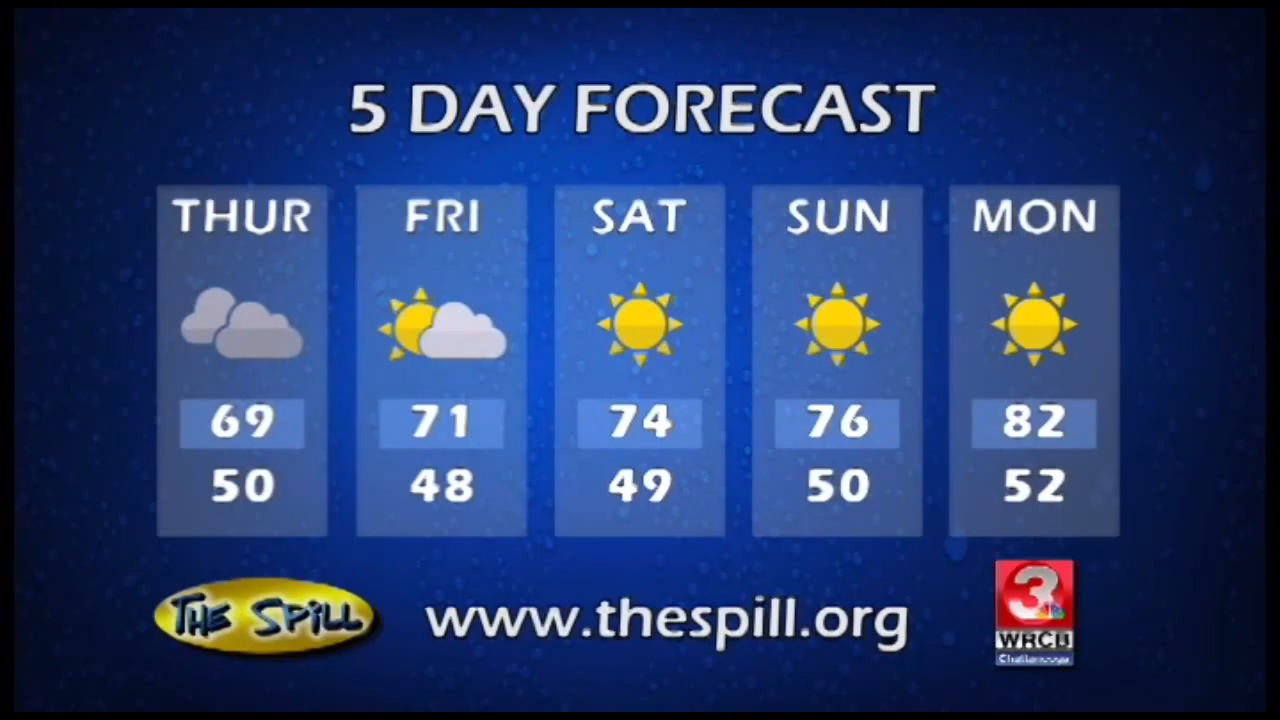 5 DAY FORECAST
THUR FRI SAT SUN MON
69 71 74 76 82
50 48 49 50 52
THE SPILL
www.thespill.org
3
WRCB
Chattanooga